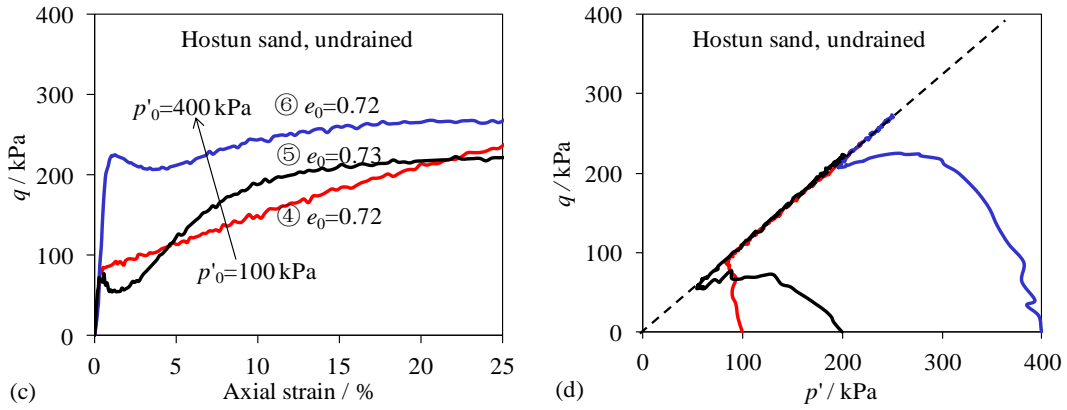 Hostun sand, undrained
p'0=400 kPa
⑥ e0=0.72
⑤ e0=0.73
④ e0=0.72
p'0=100 kPa
400
300
200
100
0
q / kPa
0
5
10
15
20
25
Axial strain / %
(c)
Hostun sand, undrained
400
300
200
100
0
q / kPa
0
100
200
300
400
p' / kPa
(d)